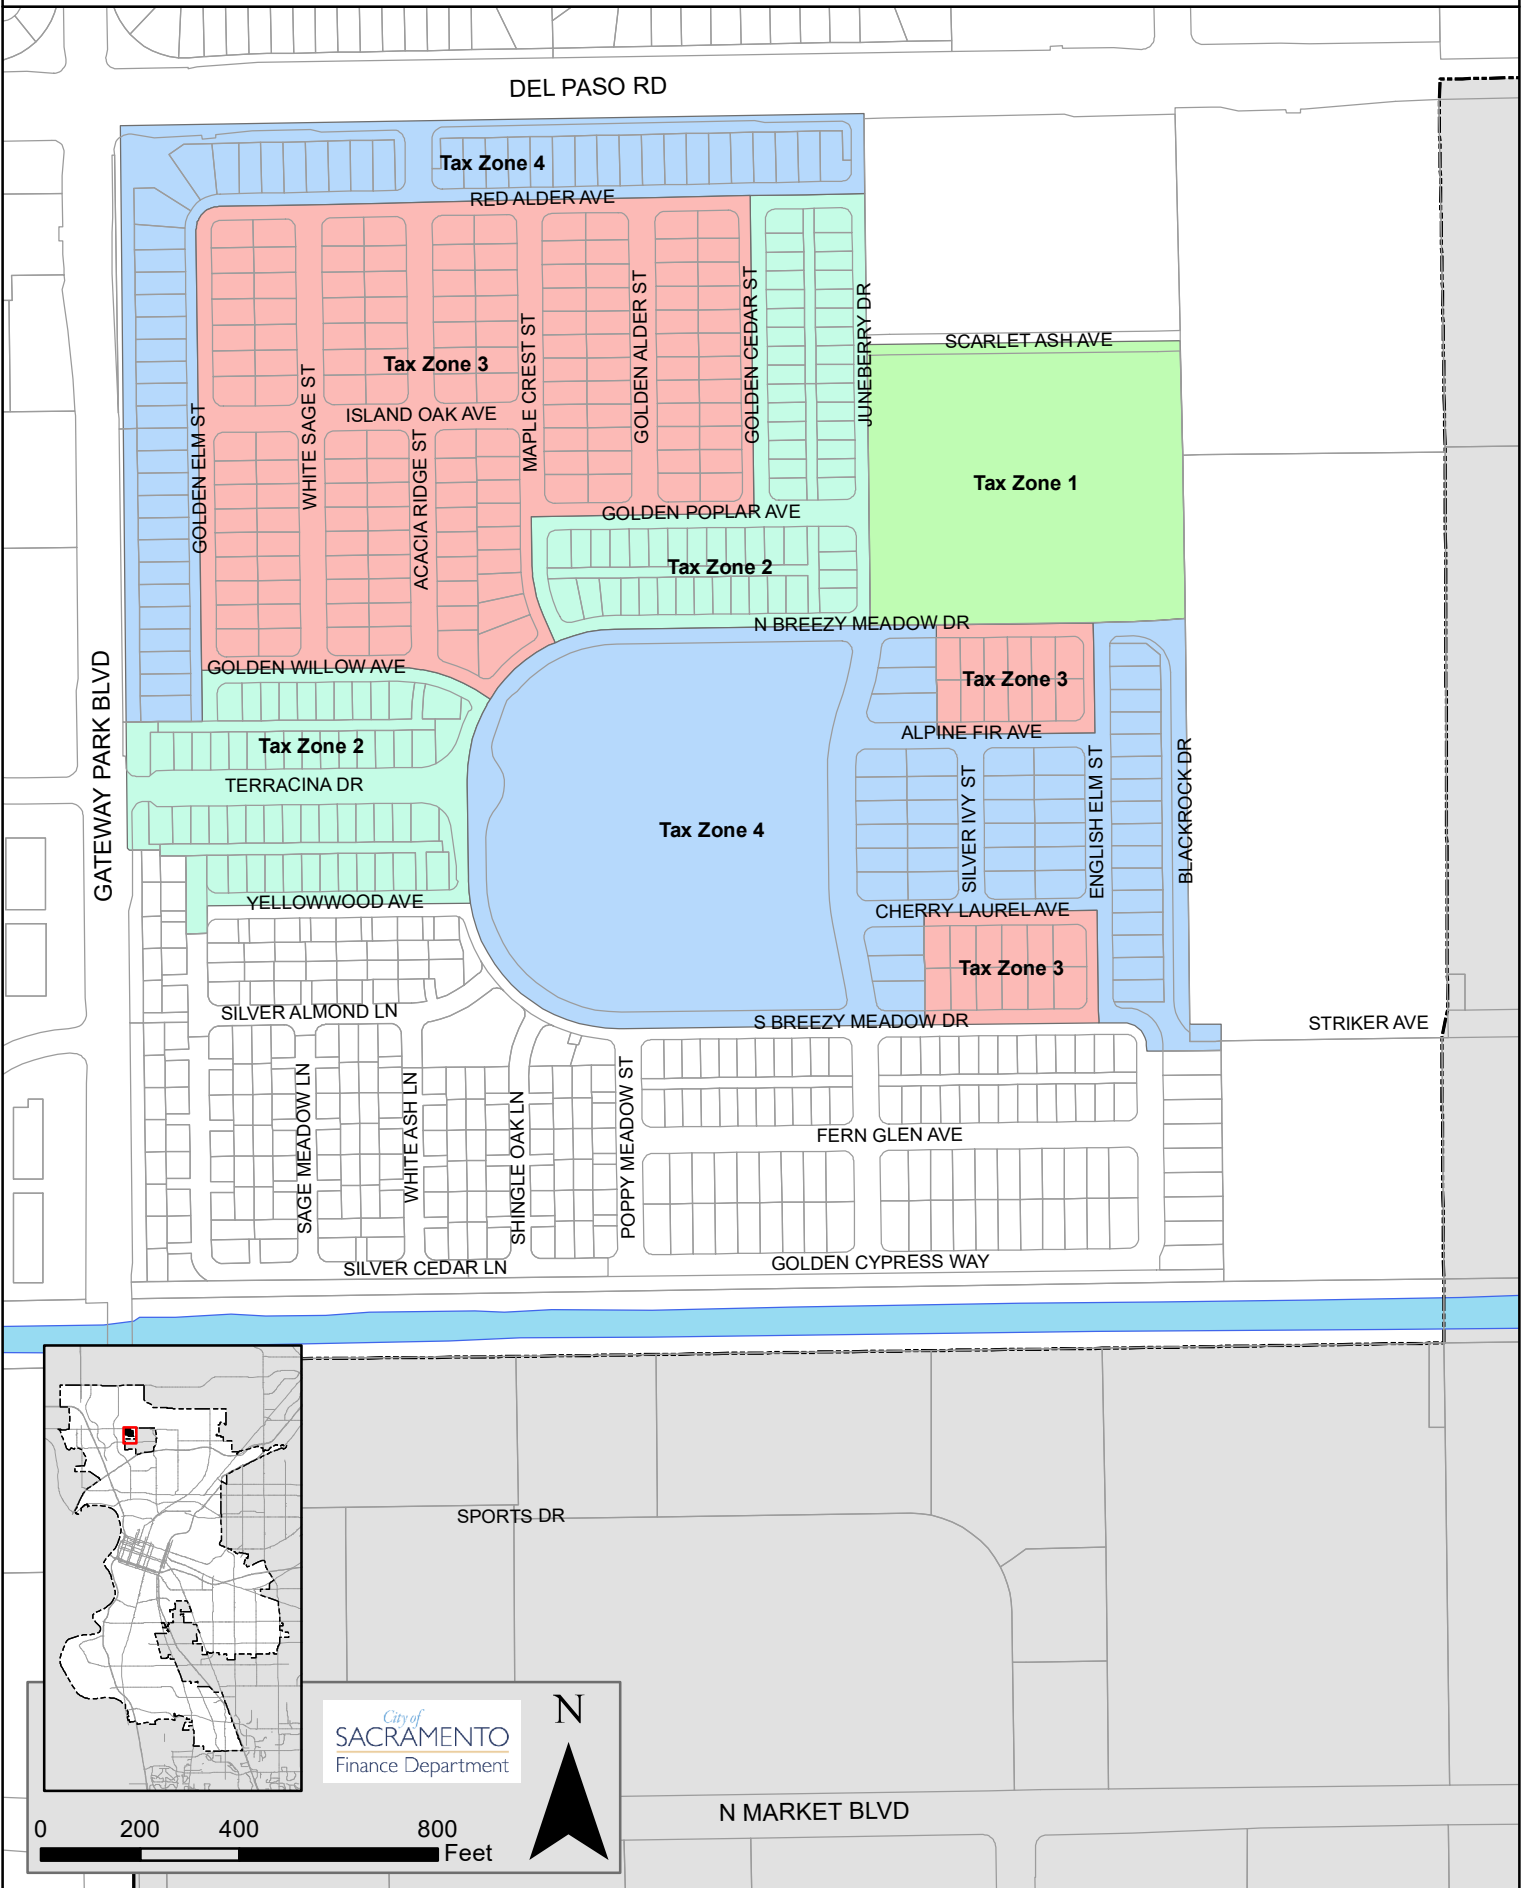 DEL PASO RD
Tax Zone 4
RED ALDER AVE
GOLDEN ELM ST
WHITE SAGE ST
Tax Zone 3
ISLAND OAK AVE
ACACIA RIDGE ST
MAPLE CREST ST
GOLDEN ALDER ST
GOLDEN CEDAR ST
JUNEBERRY DR
SCARLET ASH AVE
Tax Zone 1
GOLDEN POPLAR AVE
Tax Zone 2
N BREEZY MEADOW DR
GOLDEN WILLOW AVE
Tax Zone 3
GATEWAY PARK BLVD
Tax Zone 2
ALPINE FIR AVE
TERRACINA DR
Tax Zone 4
SILVER IVY ST
ENGLISH ELM ST
BLACKROCK DR
YELLOWWOOD AVE
CHERRY LAUREL AVE
Tax Zone 3
SILVER ALMOND LN
S BREEZY MEADOW DR
STRIKER AVE
SAGE MEADOW LN
WHITE ASH LN
SHINGLE OAK LN
POPPY MEADOW ST
FERN GLEN AVE
SILVER CEDAR LN
GOLDEN CYPRESS WAY
SPORTS DR
City of
SACRAMENTO
Finance Department
N
N MARKET BLVD
0 200 400 800
Feet